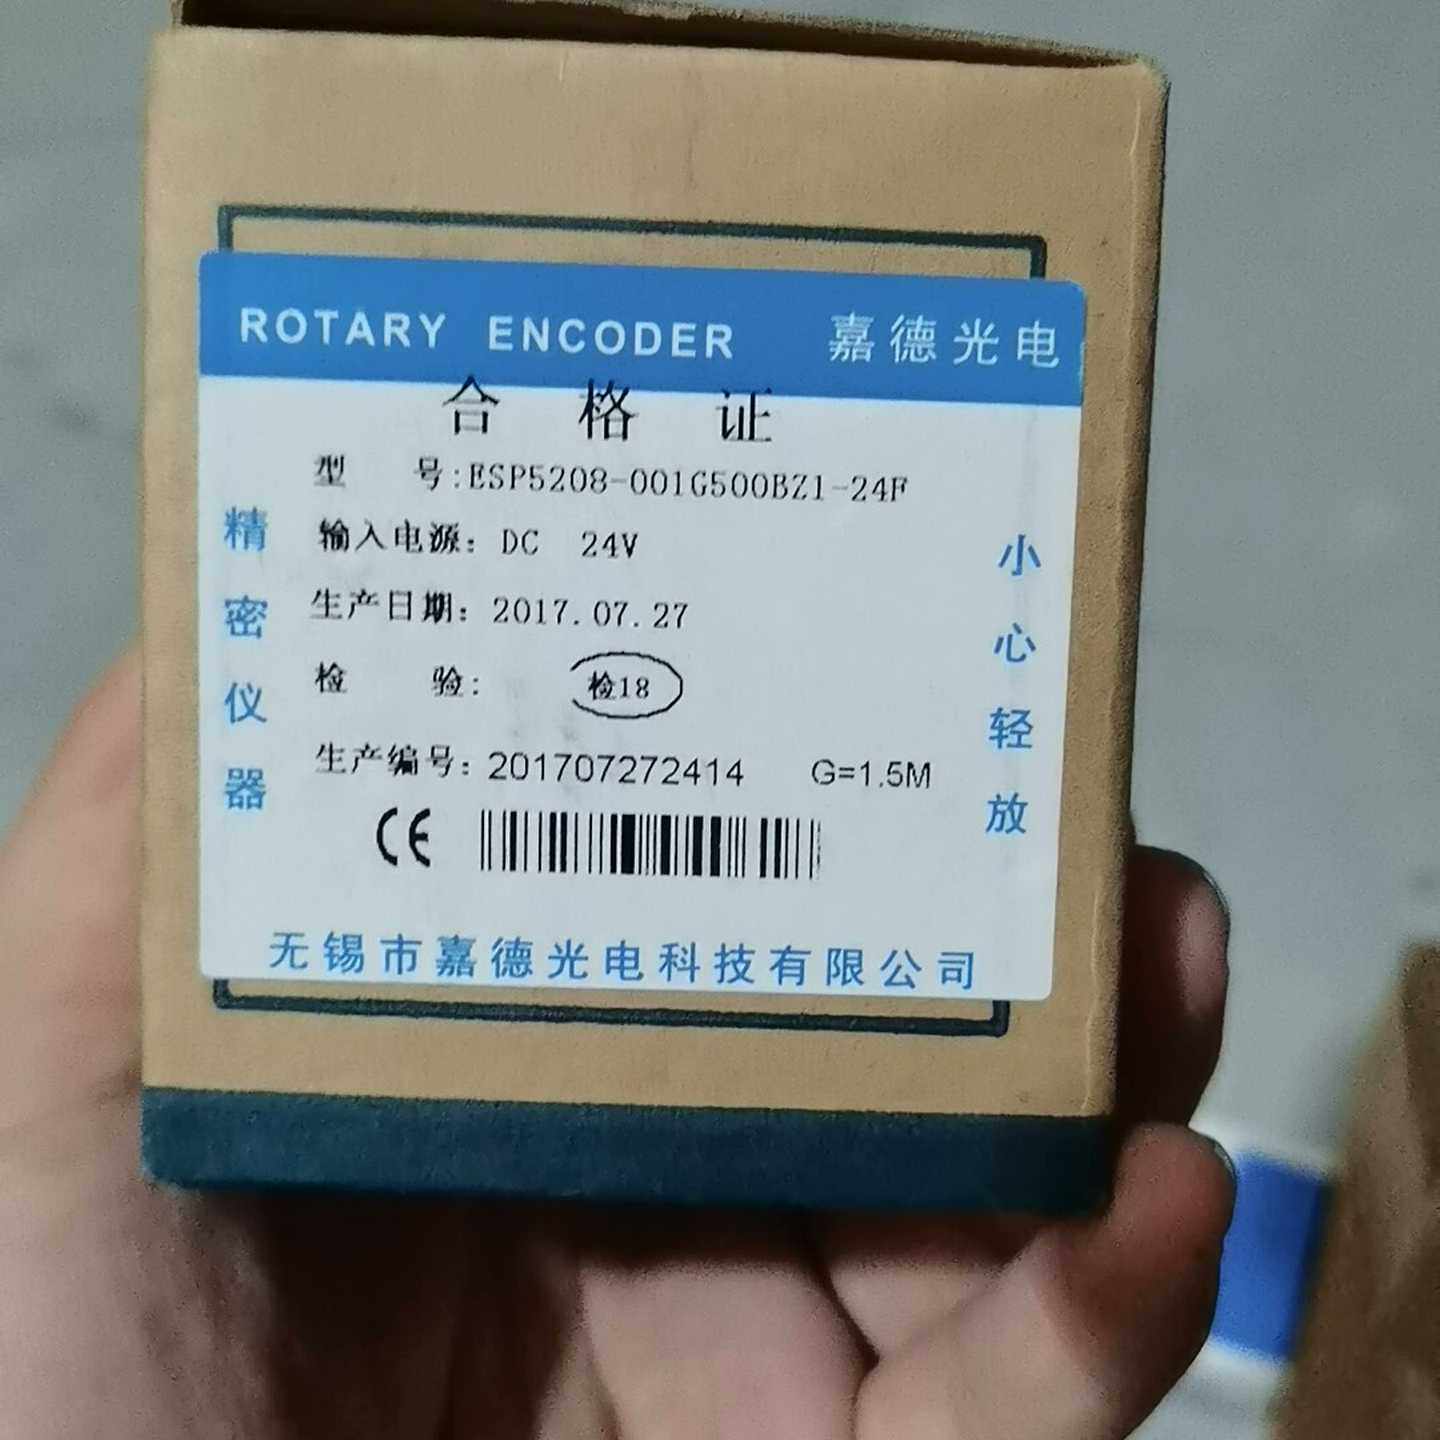 ROTARY ENCODER 嘉德光电
合格证
型 号:ESP5208-001G500BZ1-24F
输入电源: DC 24V
生产日期: 2017.07.27
检 验: 检18
生产编号: 201707272414 G=1.5M
CE
精密仪器
小心轻放
无锡市嘉德光电科技有限公司